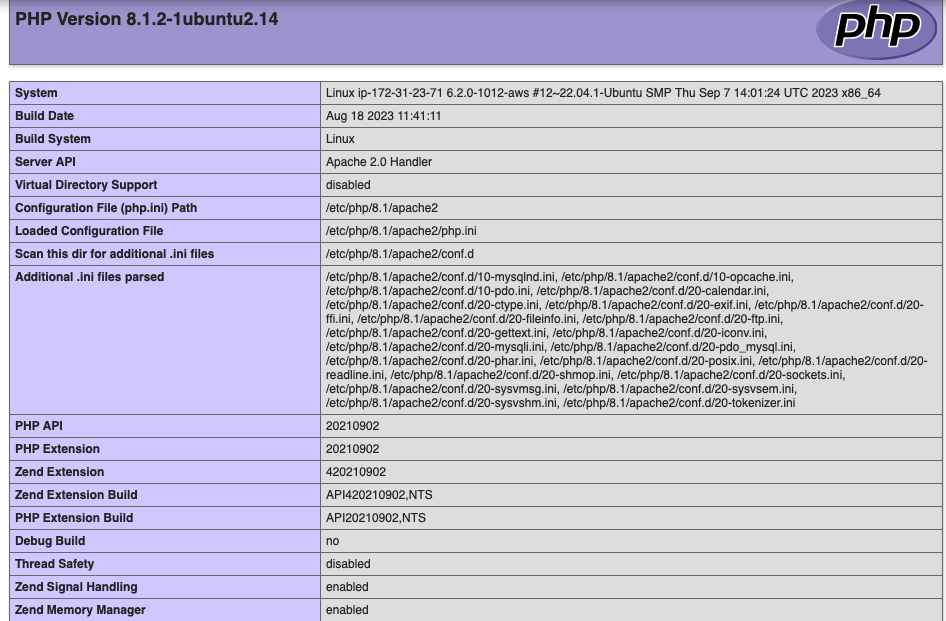 PHP Version 8.1.2-1ubuntu2.14
php
System Linux ip-172-31-23-71 6.2.0-1012-aws #12~22.04.1-Ubuntu SMP Thu Sep 7 14:01:24 UTC 2023 x86_64
Build Date Aug 18 2023 11:41:11
Build System Linux
Server API Apache 2.0 Handler
Virtual Directory Support disabled
Configuration File (php.ini) Path /etc/php/8.1/apache2
Loaded Configuration File /etc/php/8.1/apache2/php.ini
Scan this dir for additional .ini files /etc/php/8.1/apache2/conf.d
Additional .ini files parsed /etc/php/8.1/apache2/conf.d/10-mysqlnd.ini, /etc/php/8.1/apache2/conf.d/10-opcache.ini,
/etc/php/8.1/apache2/conf.d/10-pdo.ini, /etc/php/8.1/apache2/conf.d/20-calendar.ini,
/etc/php/8.1/apache2/conf.d/20-ctype.ini, /etc/php/8.1/apache2/conf.d/20-exif.ini, /etc/php/8.1/apache2/conf.d/20-
ffi.ini, /etc/php/8.1/apache2/conf.d/20-fileinfo.ini, /etc/php/8.1/apache2/conf.d/20-ftp.ini,
/etc/php/8.1/apache2/conf.d/20-gettext.ini, /etc/php/8.1/apache2/conf.d/20-iconv.ini,
/etc/php/8.1/apache2/conf.d/20-mysqli.ini, /etc/php/8.1/apache2/conf.d/20-pdo_mysql.ini,
/etc/php/8.1/apache2/conf.d/20-phar.ini, /etc/php/8.1/apache2/conf.d/20-posix.ini, /etc/php/8.1/apache2/conf.d/20-
readline.ini, /etc/php/8.1/apache2/conf.d/20-shmop.ini, /etc/php/8.1/apache2/conf.d/20-sockets.ini,
/etc/php/8.1/apache2/conf.d/20-sysvmsg.ini, /etc/php/8.1/apache2/conf.d/20-sysvsem.ini,
/etc/php/8.1/apache2/conf.d/20-sysvshm.ini, /etc/php/8.1/apache2/conf.d/20-tokenizer.ini
PHP API 20210902
PHP Extension 20210902
Zend Extension 420210902
Zend Extension Build API420210902,NTS
PHP Extension Build API20210902,NTS
Debug Build no
Thread Safety disabled
Zend Signal Handling enabled
Zend Memory Manager enabled